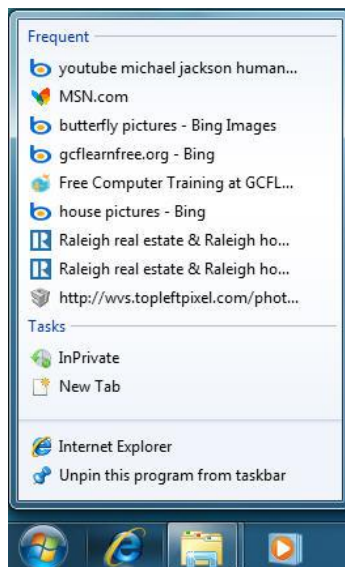 Frequent
youtube michael jackson human...
MSN.com
butterfly pictures - Bing Images
gcflearnfree.org - Bing
Free Computer Training at GCFL...
house pictures - Bing
Raleigh real estate & Raleigh ho...
Raleigh real estate & Raleigh ho...
http://wvs.topleftpixel.com/phot...
Tasks
InPrivate
New Tab
Internet Explorer
Unpin this program from taskbar